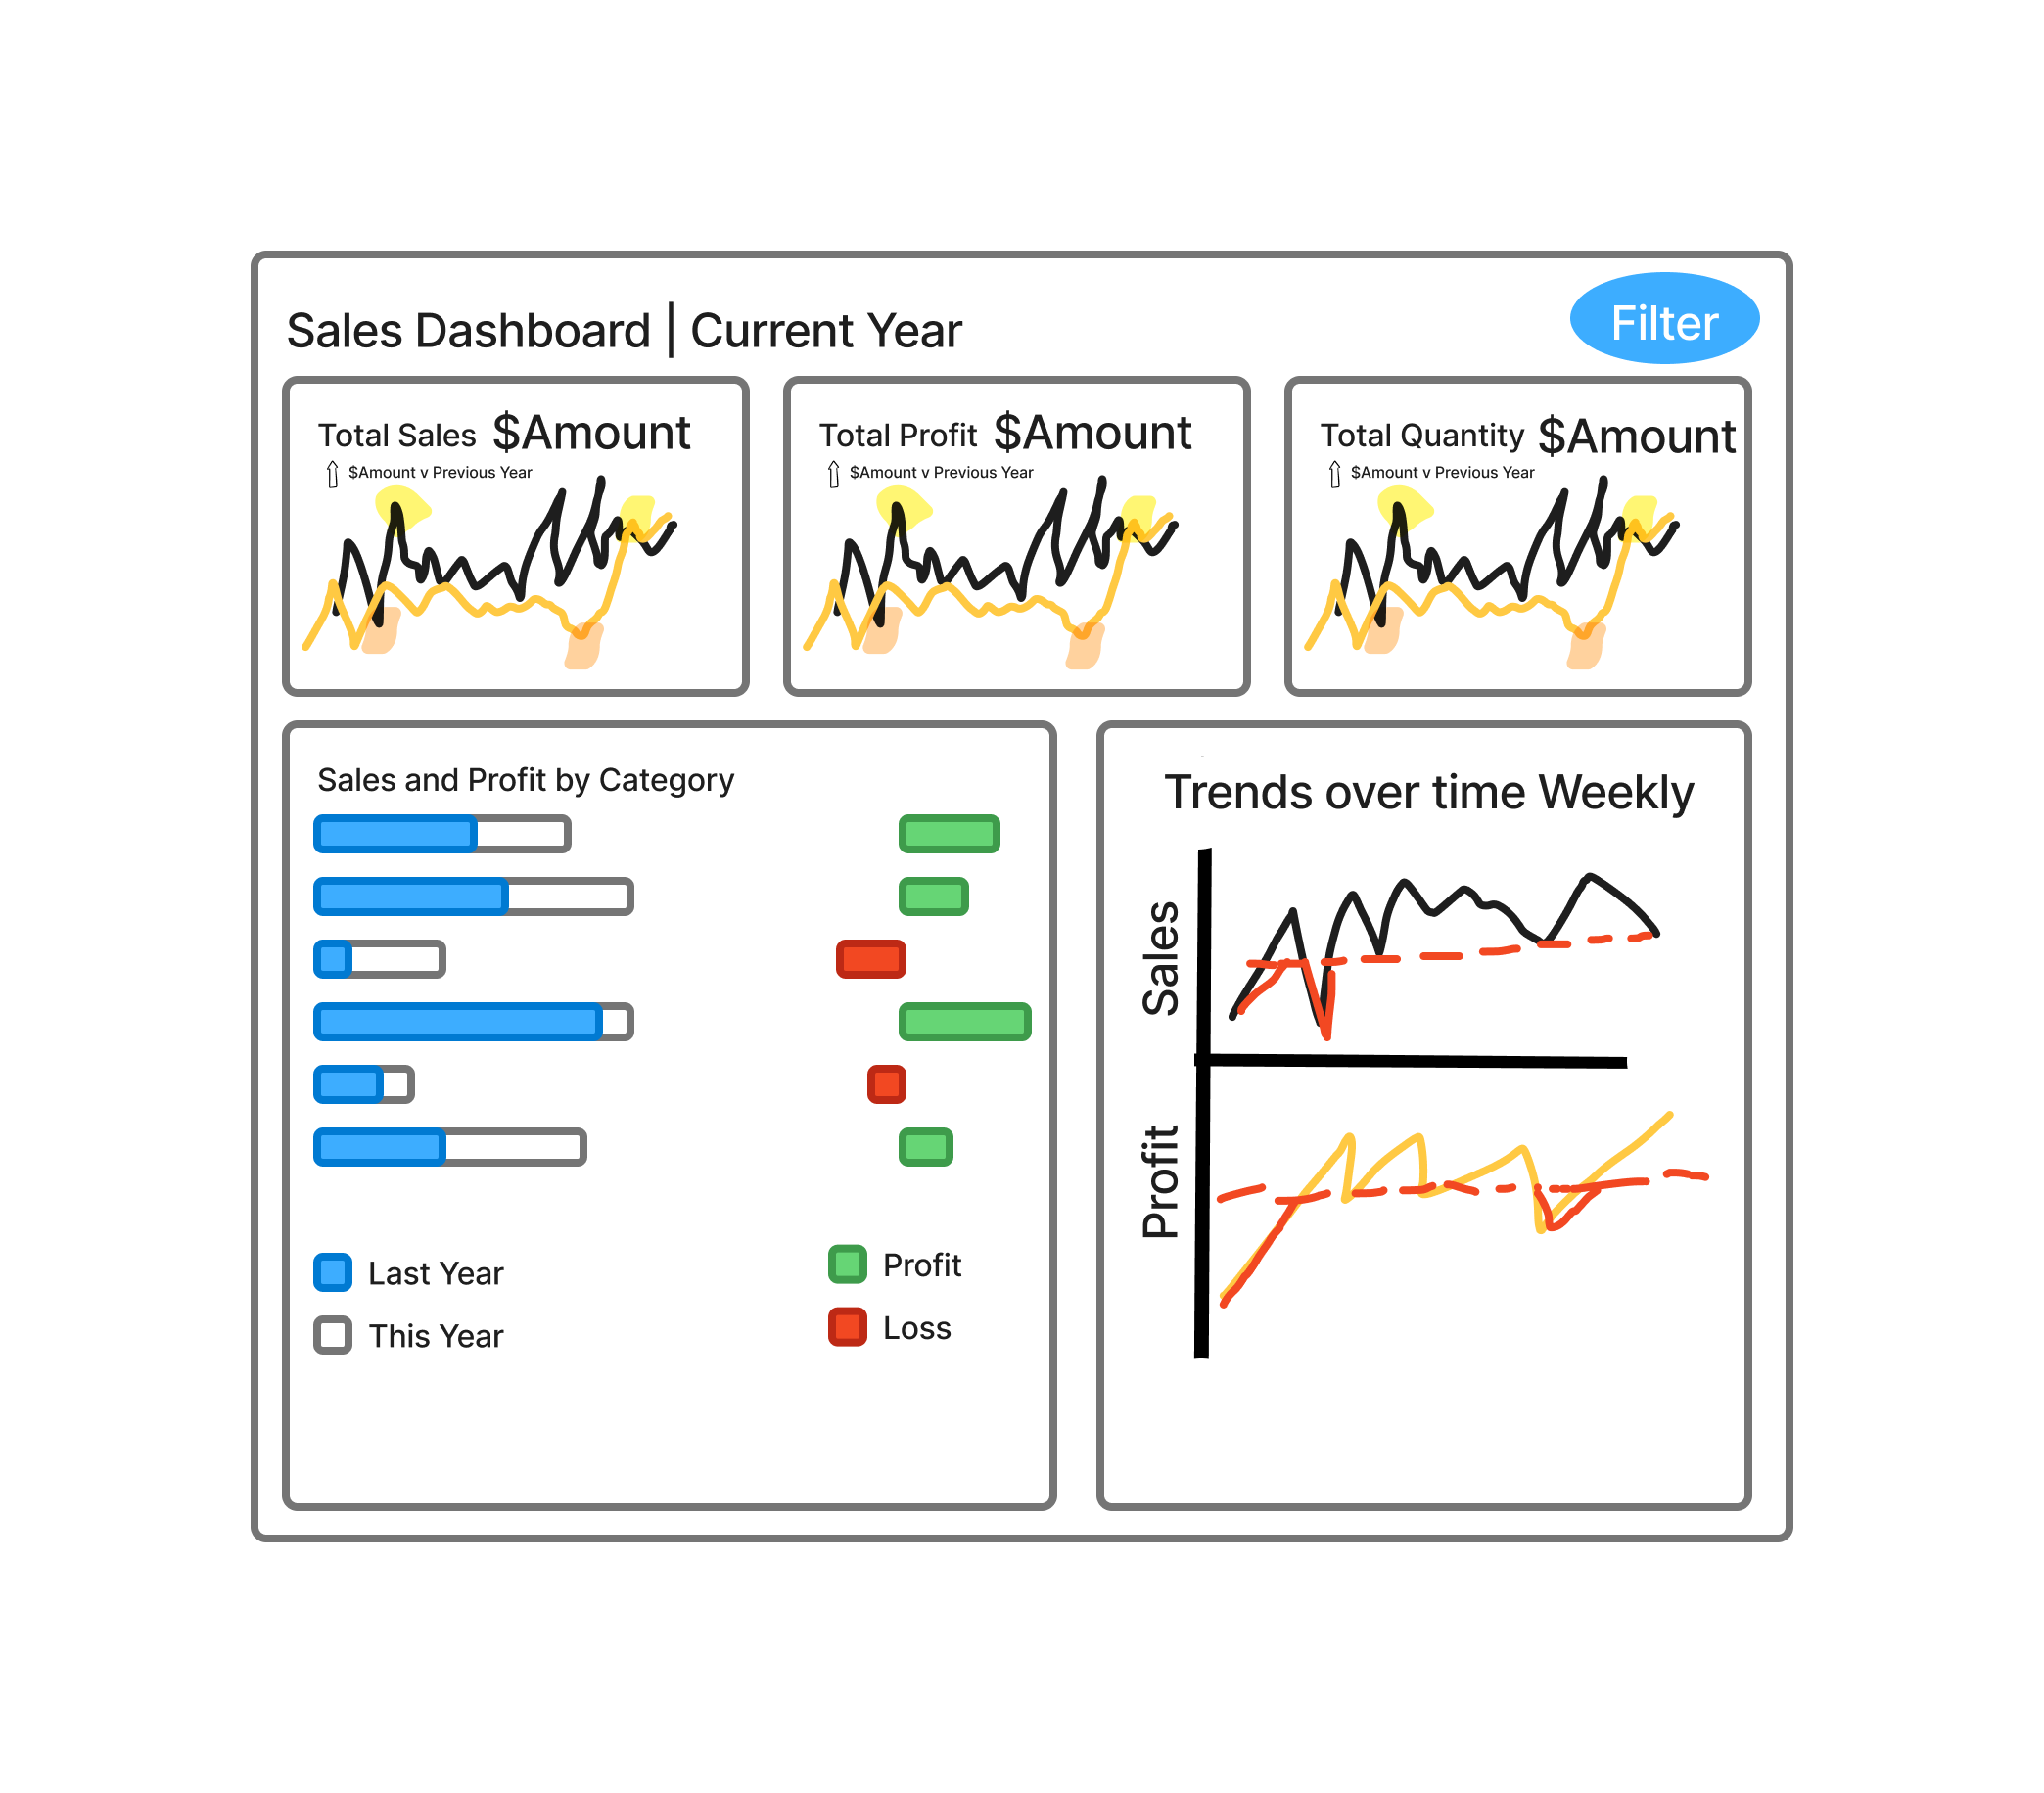 Sales Dashboard | Current Year
Filter
Total Sales $Amount
$Amount v Previous Year
Total Profit $Amount
$Amount v Previous Year
Total Quantity $Amount
$Amount v Previous Year
Sales and Profit by Category
Last Year
This Year
Profit
Loss
Trends over time Weekly
Sales
Profit